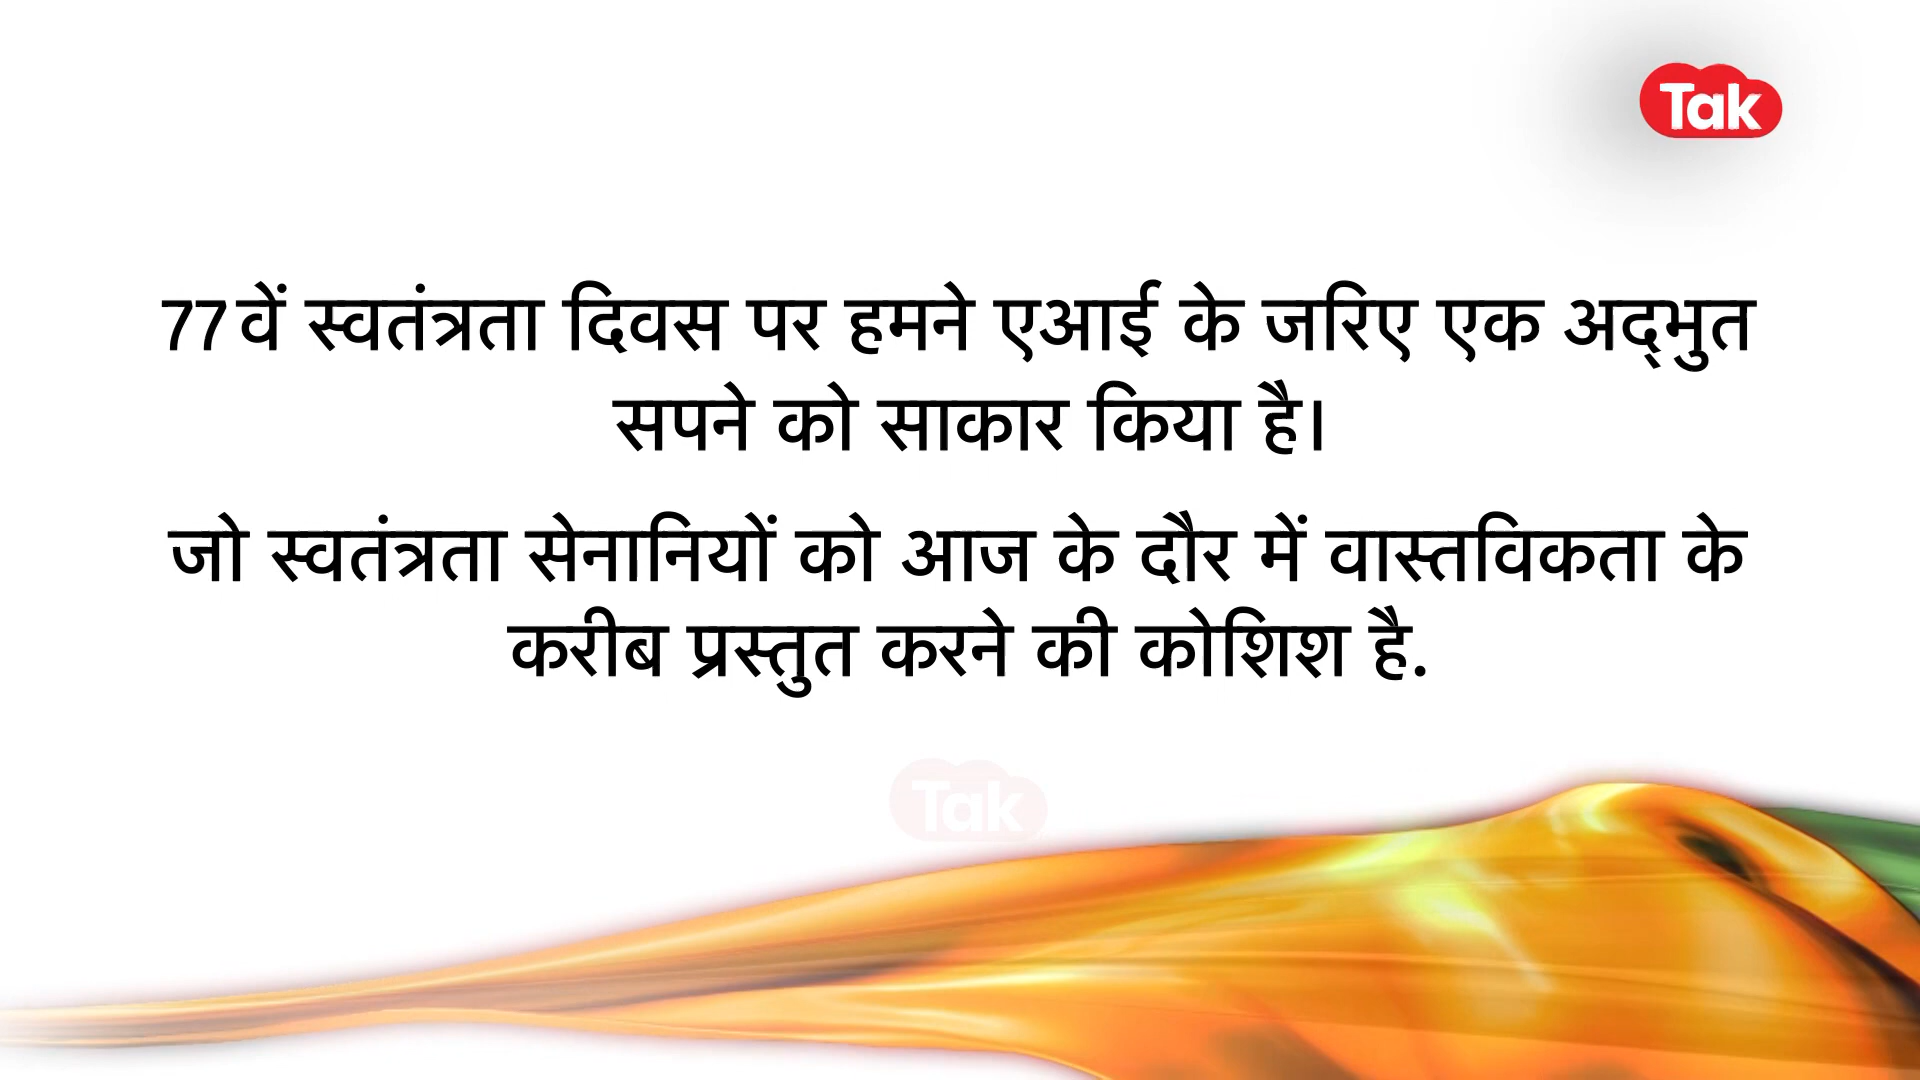 Tak
77वें स्वतंत्रता दिवस पर हमने एआई के जरिए एक अद्‌भुत
सपने को साकार किया है।
जो स्वतंत्रता सेनानियों को आज के दौर में वास्तविकता के
करीब प्रस्तुत करने की कोशिश है.
Tak